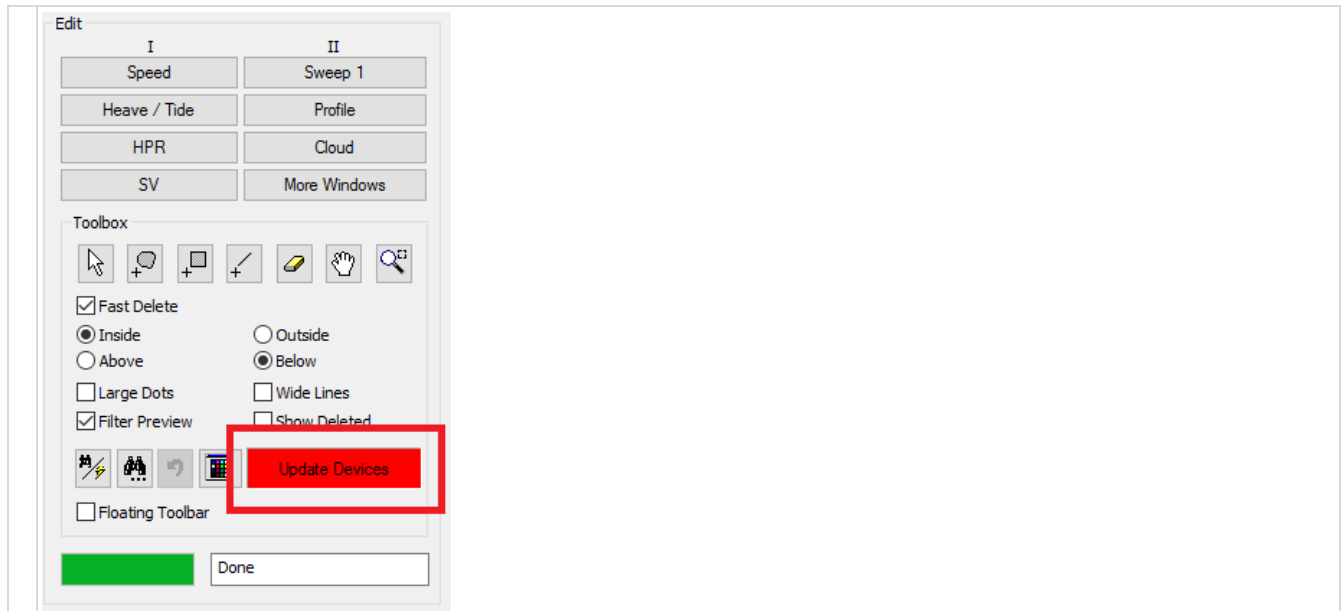 Edit
I II
Speed Sweep 1
Heave / Tide Profile
HPR Cloud
SV More Windows
Toolbox
Fast Delete
Inside Outside
Above Below
Large Dots Wide Lines
Filter Preview Show Deleted
Update Devices
Floating Toolbar
Done